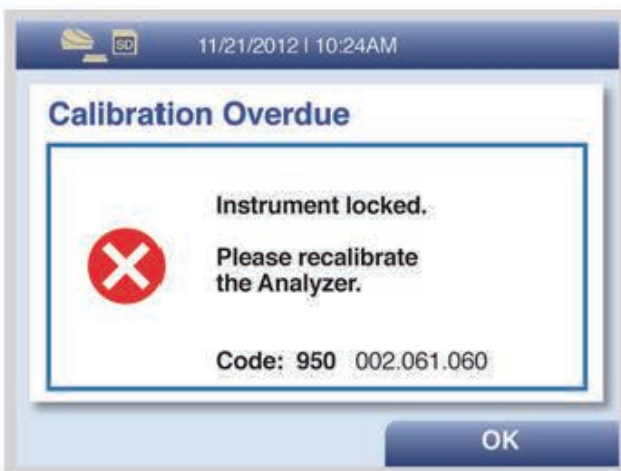 SD 11/21/2012 | 10:24AM
Calibration Overdue
Instrument locked.
Please recalibrate
the Analyzer.
Code: 950 002.061.060
OK